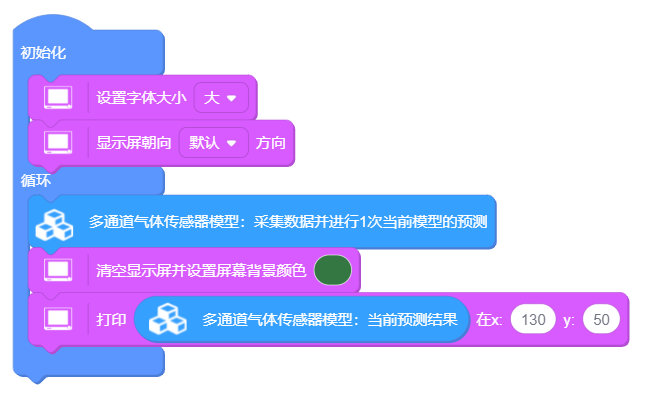 初始化
设置字体大小 大
显示屏朝向 默认 方向
循环
多通道气体传感器模型：采集数据并进行1次当前模型的预测
清空显示屏并设置屏幕背景颜色
打印 多通道气体传感器模型：当前预测结果 在x: 130 y: 50